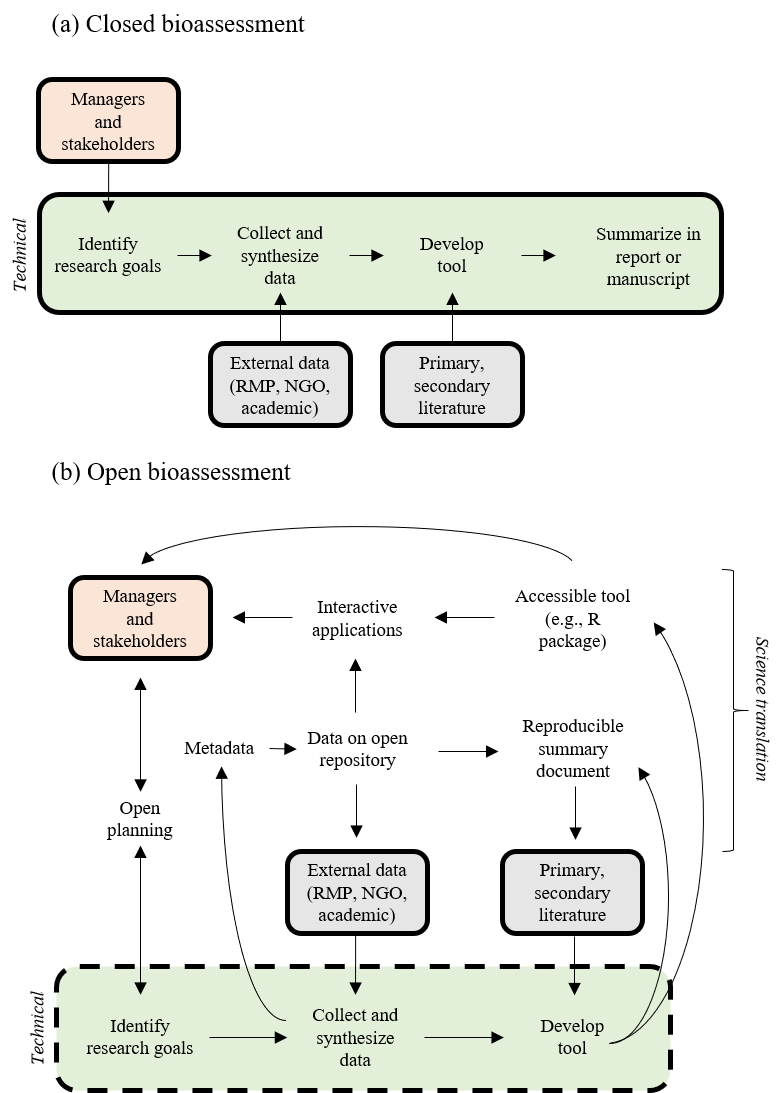 (a) Closed bioassessment
Managers
and
stakeholders
Technical
Identify
research goals
Collect and
synthesize
data
Develop
tool
Summarize in
report or
manuscript
External data
(RMP, NGO,
academic)
Primary,
secondary
literature
(b) Open bioassessment
Managers
and
stakeholders
Interactive
applications
Accessible tool
(e.g., R
package)
Science translation
Metadata
Data on open
repository
Reproducible
summary
document
Open
planning
External data
(RMP, NGO,
academic)
Primary,
secondary
literature
Technical
Identify
research goals
Collect and
synthesize
data
Develop
tool